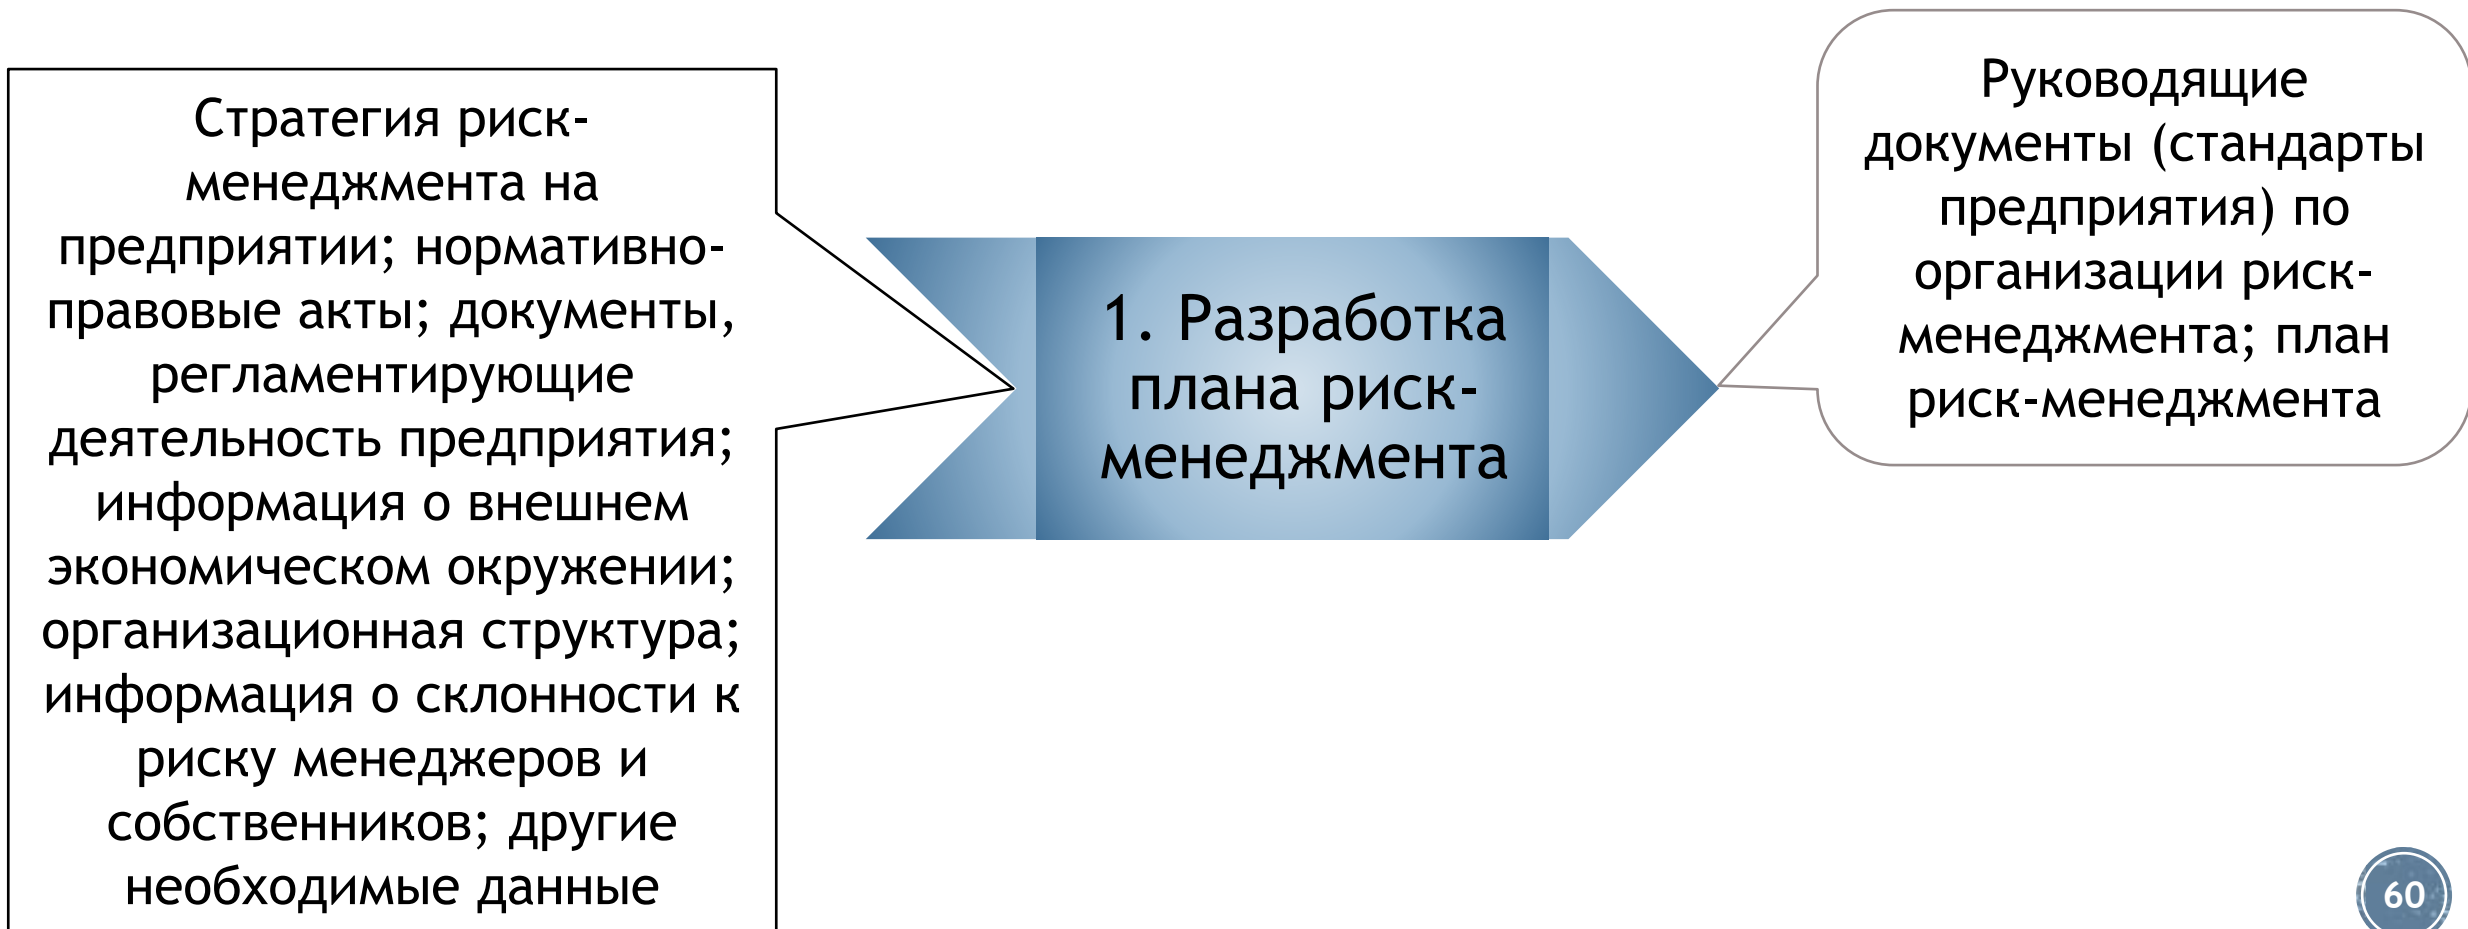 Стратегия риск-
менеджмента на
предприятии; нормативно-
правовые акты; документы,
регламентирующие
деятельность предприятия;
информация о внешнем
экономическом окружении;
организационная структура;
информация о склонности к
риску менеджеров и
собственников; другие
необходимые данные
1. Разработка
плана риск-
менеджмента
Руководящие
документы (стандарты
предприятия) по
организации риск-
менеджмента; план
риск-менеджмента
60